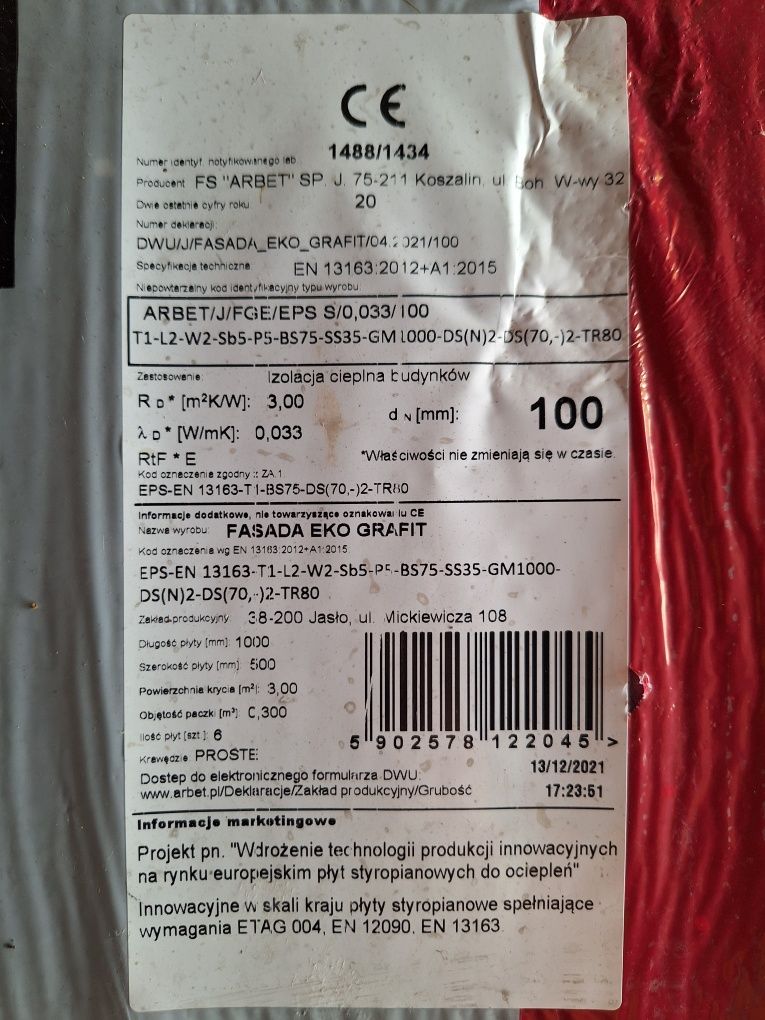 CE
1488/1434
Numer identyf. notyfikowanego lab.
Producent FS "ARBET" SP. J. 75-211 Koszalin, ul. Boh. W-wy 32
Dwie ostatnie cyfry roku 20
Numer deklaracji:
DWU/J/FASADA_EKO_GRAFIT/04.2021/100
Specyfikacje techniczne: EN 13163:2012+A1:2015
Niepowtarzalny kod identyfikacyjny typu wyrobu:
ARBET/J/FGE/EPS S/0,033/100
T1-L2-W2-Sb5-P5-BS75-SS35-GM1000-DS(N)2-DS(70,-)2-TR80
Zastosowanie: Izolacja cieplna budynków
R D* [m²K/W]: 3,00
d N [mm]: 100
λ D* [W/mK]: 0,033
RtF * E
*Właściwości nie zmieniają się w czasie.
Kod oznaczenia zgodny z ZA.1
EPS-EN 13163-T1-BS75-DS(70,-)2-TR80
Informacje dodatkowe, nie towarzyszące oznakowaniu CE
Nazwa wyrobu: FASADA EKO GRAFIT
Kod oznaczenia wg EN 13163:2012+A1:2015
EPS-EN 13163-T1-L2-W2-Sb5-P5-BS75-SS35-GM1000-
DS(N)2-DS(70,-)2-TR80
Zakład produkcyjny 38-200 Jasło, ul. Mickiewicza 108
Długość płyty [mm]: 1000
Szerokość płyty [mm]: 500
Powierzchnia krycia [m²]: 3,00
Objętość paczki [m³]: 0,300
Ilość płyt [szt.]: 6
Krawędzie: PROSTE
5 902578 122045 >
Dostęp do elektronicznego formularza DWU: 13/12/2021
www.arbet.pl/Deklaracje/Zakład produkcyjny/Grubość 17:23:51
Informacje marketingowe
Projekt pn. "Wdrożenie technologii produkcji innowacyjnych
na rynku europejskim płyt styropianowych do ociepleń"
Innowacyjne w skali kraju płyty styropianowe spełniające
wymagania ETAG 004, EN 12090, EN 13163